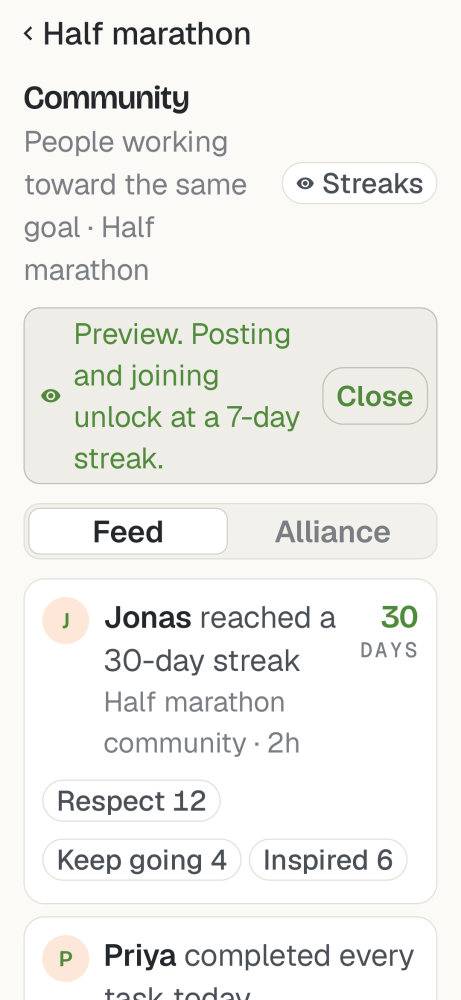 Half marathon
Community
People working
toward the same
goal · Half
marathon
Streaks
Preview. Posting
and joining
unlock at a 7-day
streak.
Close
Feed
Alliance
J
Jonas reached a
30-day streak
30
DAYS
Half marathon
community · 2h
Respect 12
Keep going 4
Inspired 6
P
Priya completed every
task today